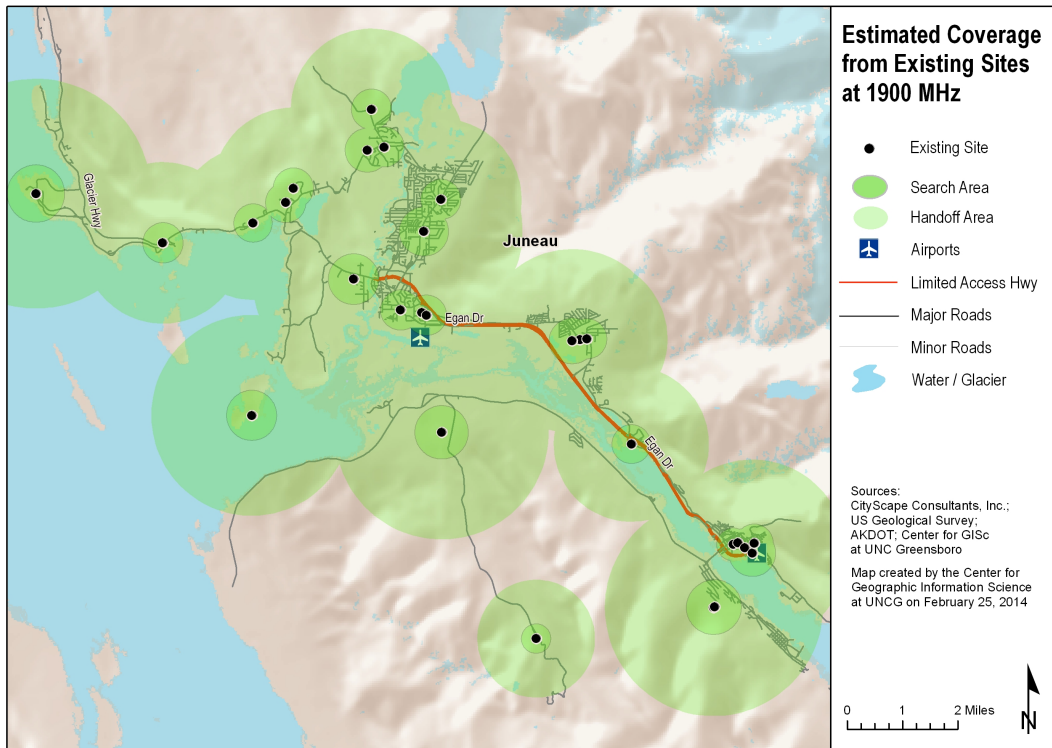 Estimated Coverage
from Existing Sites
at 1900 MHz
Existing Site
Search Area
Handoff Area
Airports
Limited Access Hwy
Major Roads
Minor Roads
Water / Glacier
Glacier Hwy
Juneau
Egan Dr
Egan Dr
Sources:
CityScape Consultants, Inc.;
US Geological Survey;
AKDOT; Center for GISc
at UNC Greensboro
Map created by the Center for
Geographic Information Science
at UNCG on February 25, 2014
0 1 2 Miles
N